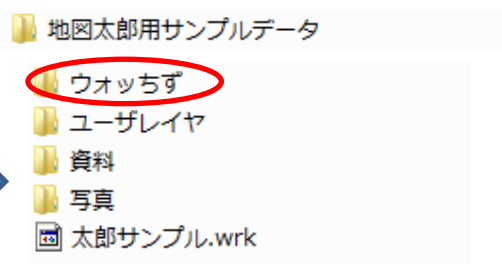 地図太郎用サンプルデータ
ウォッちず
ユーザレイヤ
資料
写真
太郎サンプル.wrk